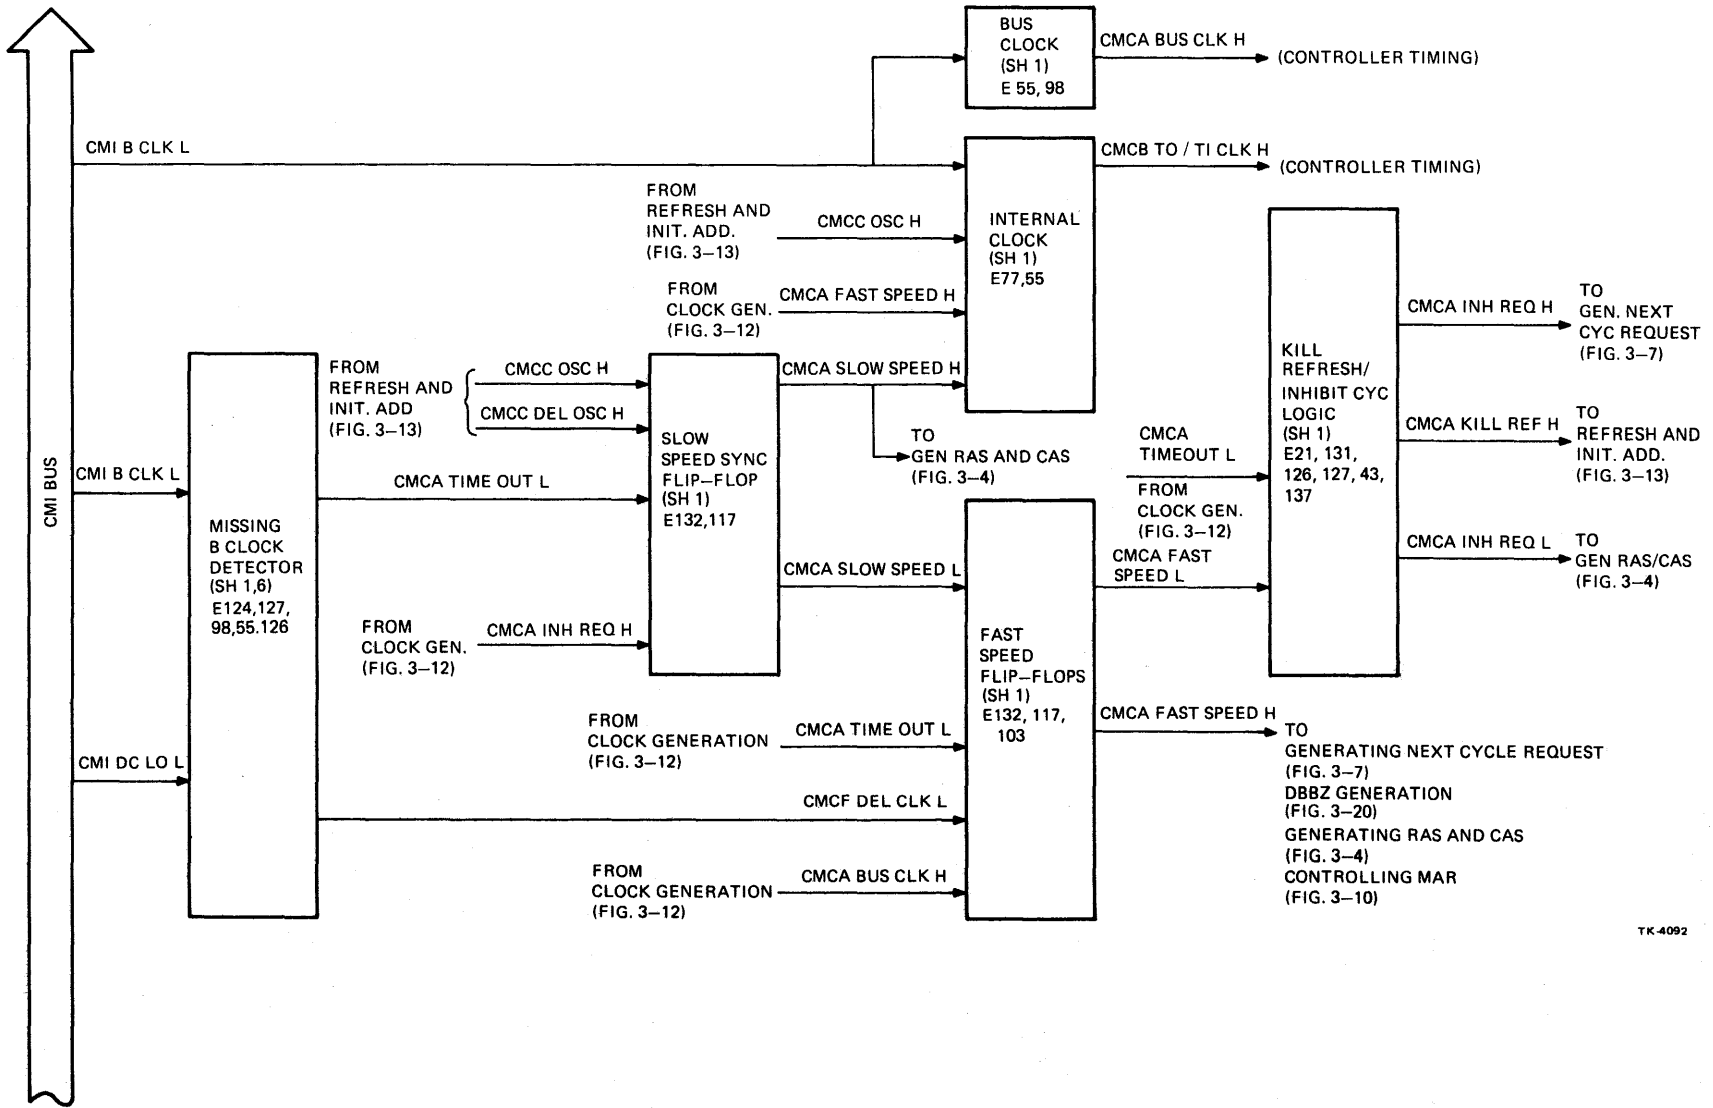 BUS
CLOCK
(SH 1)
E 55, 98
CMCA BUS CLK H
(CONTROLLER TIMING)
CMI B CLK L
CMCB TO / TI CLK H
(CONTROLLER TIMING)
FROM
REFRESH AND
INIT. ADD.
(FIG. 3–13)
CMCC OSC H
INTERNAL
CLOCK
(SH 1)
E77,55
FROM
CLOCK GEN.
(FIG. 3–12)
CMCA FAST SPEED H
CMCA SLOW SPEED H
TO
GEN RAS AND CAS
(FIG. 3–4)
FROM
REFRESH AND
INIT. ADD
(FIG. 3–13)
CMCC OSC H
CMCC DEL OSC H
SLOW
SPEED SYNC
FLIP–FLOP
(SH 1)
E132,117
CMI BUS
CMI B CLK L
CMCA TIME OUT L
MISSING
B CLOCK
DETECTOR
(SH 1,6)
E124,127,
98,55.126
CMI DC LO L
FROM
CLOCK GEN.
(FIG. 3–12)
CMCA INH REQ H
CMCA SLOW SPEED L
FAST
SPEED
FLIP–FLOPS
(SH 1)
E132, 117,
103
FROM
CLOCK GENERATION
(FIG. 3–12)
CMCA TIME OUT L
CMCF DEL CLK L
FROM
CLOCK GENERATION
(FIG. 3–12)
CMCA BUS CLK H
CMCA
TIMEOUT L
FROM
CLOCK GEN.
(FIG. 3–12)
CMCA FAST
SPEED L
KILL
REFRESH/
INHIBIT CYC
LOGIC
(SH 1)
E21, 131,
126, 127, 43,
137
CMCA INH REQ H
TO
GEN. NEXT
CYC REQUEST
(FIG. 3–7)
CMCA KILL REF H
TO
REFRESH AND
INIT. ADD.
(FIG. 3–13)
CMCA INH REQ L
TO
GEN RAS/CAS
(FIG. 3–4)
CMCA FAST SPEED H
TO
GENERATING NEXT CYCLE REQUEST
(FIG. 3–7)
DBBZ GENERATION
(FIG. 3–20)
GENERATING RAS AND CAS
(FIG. 3–4)
CONTROLLING MAR
(FIG. 3–10)
TK-4092